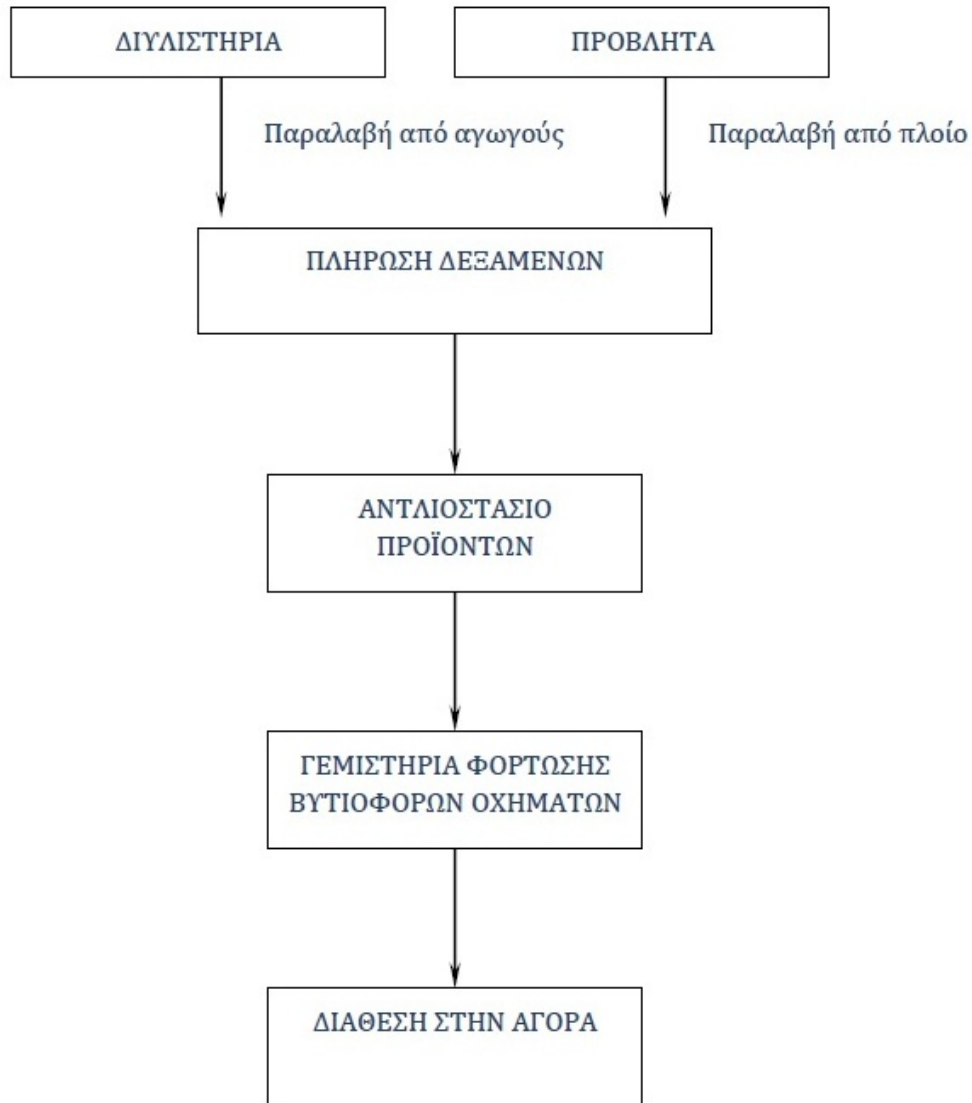 ΔΙΥΛΙΣΤΗΡΙΑ
ΠΡΟΒΛΗΤΑ
Παραλαβή από αγωγούς
Παραλαβή από πλοίο
ΠΛΗΡΩΣΗ ΔΕΞΑΜΕΝΩΝ
ΑΝΤΛΙΟΣΤΑΣΙΟ
ΠΡΟΪΟΝΤΩΝ
ΓΕΜΙΣΤΗΡΙΑ ΦΟΡΤΩΣΗΣ
ΒΥΤΙΟΦΟΡΩΝ ΟΧΗΜΑΤΩΝ
ΔΙΑΘΕΣΗ ΣΤΗΝ ΑΓΟΡΑ